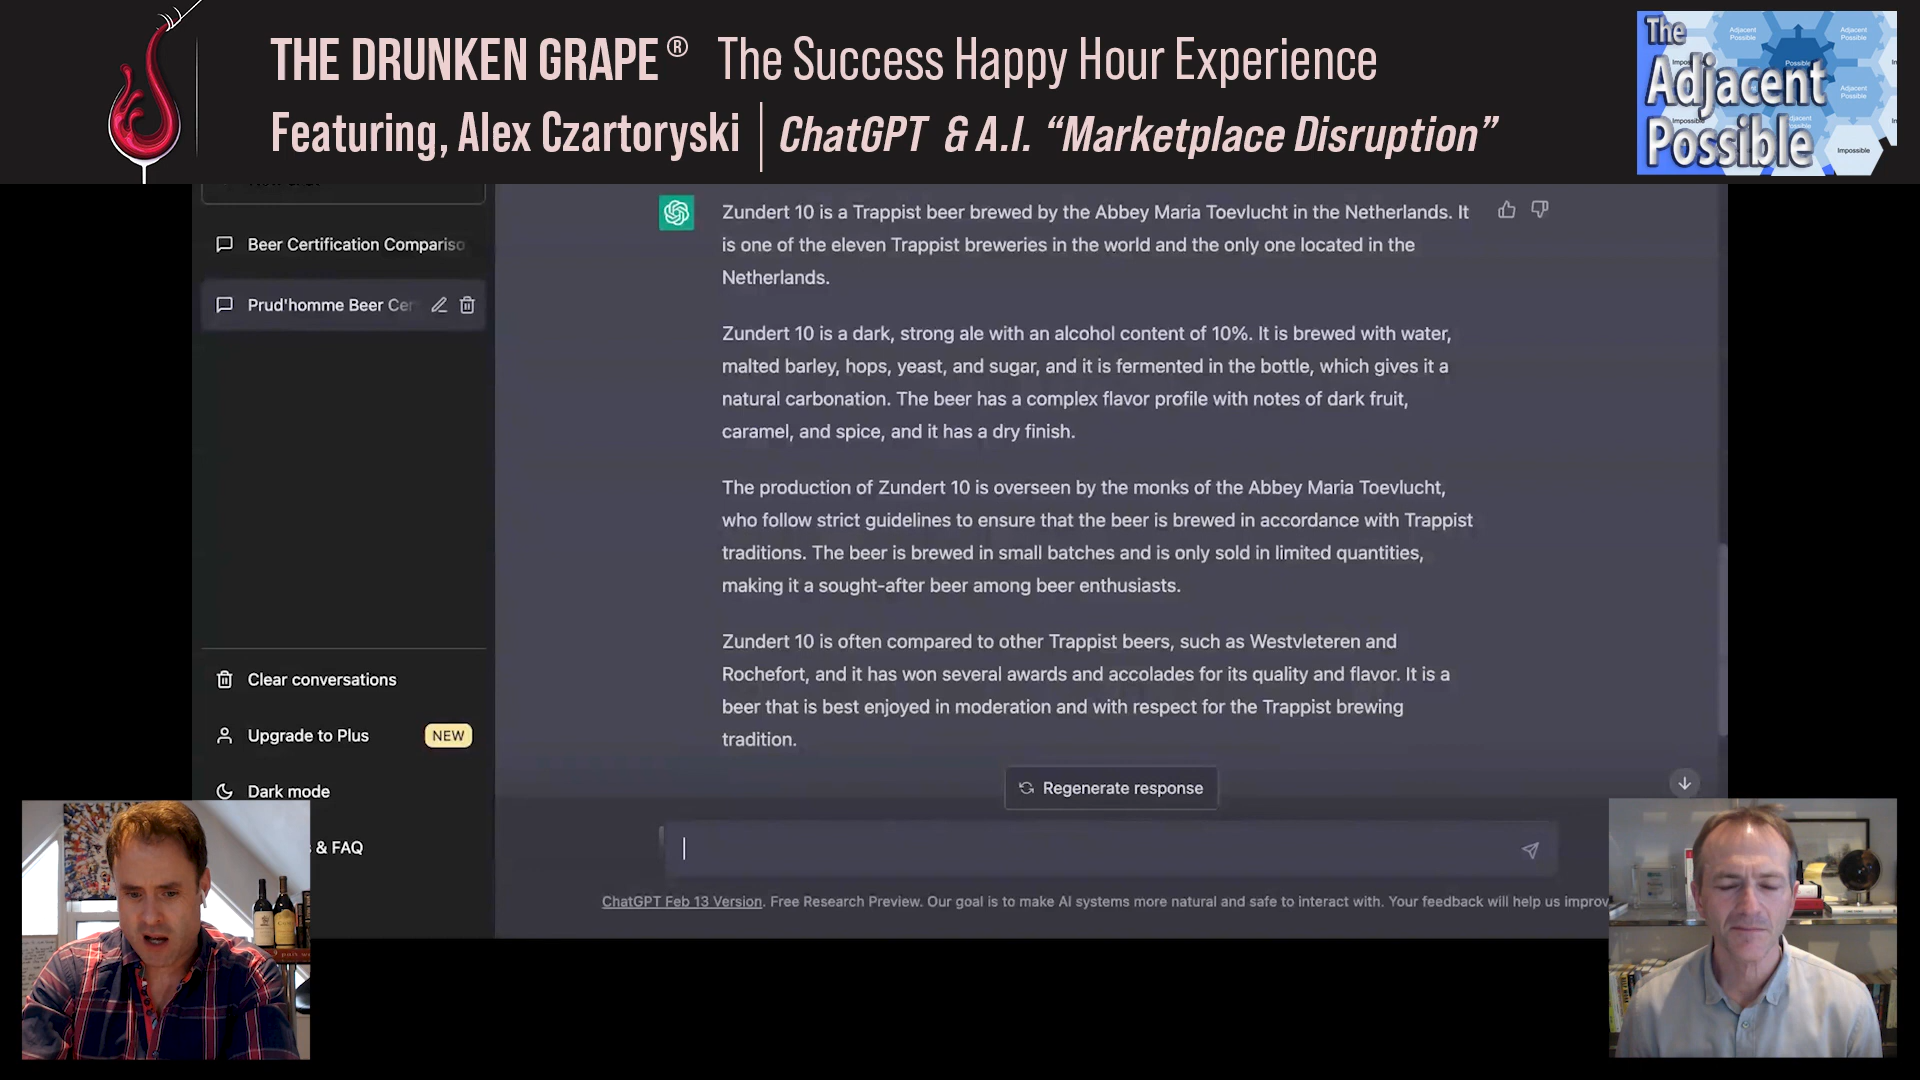 THE DRUNKEN GRAPE® The Success Happy Hour Experience
Featuring, Alex Czartoryski | ChatGPT & A.I. “Marketplace Disruption”
The
Adjacent
Possible
Adjacent
Possible
Adjacent
Possible
Possible
Adjacent
Possible
Impossible
Beer Certification Compariso
Prud'homme Beer Cer
Clear conversations
Upgrade to Plus NEW
Dark mode
& FAQ
Zundert 10 is a Trappist beer brewed by the Abbey Maria Toevlucht in the Netherlands. It
is one of the eleven Trappist breweries in the world and the only one located in the
Netherlands.
Zundert 10 is a dark, strong ale with an alcohol content of 10%. It is brewed with water,
malted barley, hops, yeast, and sugar, and it is fermented in the bottle, which gives it a
natural carbonation. The beer has a complex flavor profile with notes of dark fruit,
caramel, and spice, and it has a dry finish.
The production of Zundert 10 is overseen by the monks of the Abbey Maria Toevlucht,
who follow strict guidelines to ensure that the beer is brewed in accordance with Trappist
traditions. The beer is brewed in small batches and is only sold in limited quantities,
making it a sought-after beer among beer enthusiasts.
Zundert 10 is often compared to other Trappist beers, such as Westvleteren and
Rochefort, and it has won several awards and accolades for its quality and flavor. It is a
beer that is best enjoyed in moderation and with respect for the Trappist brewing
tradition.
Regenerate response
ChatGPT Feb 13 Version. Free Research Preview. Our goal is to make AI systems more natural and safe to interact with. Your feedback will help us improv